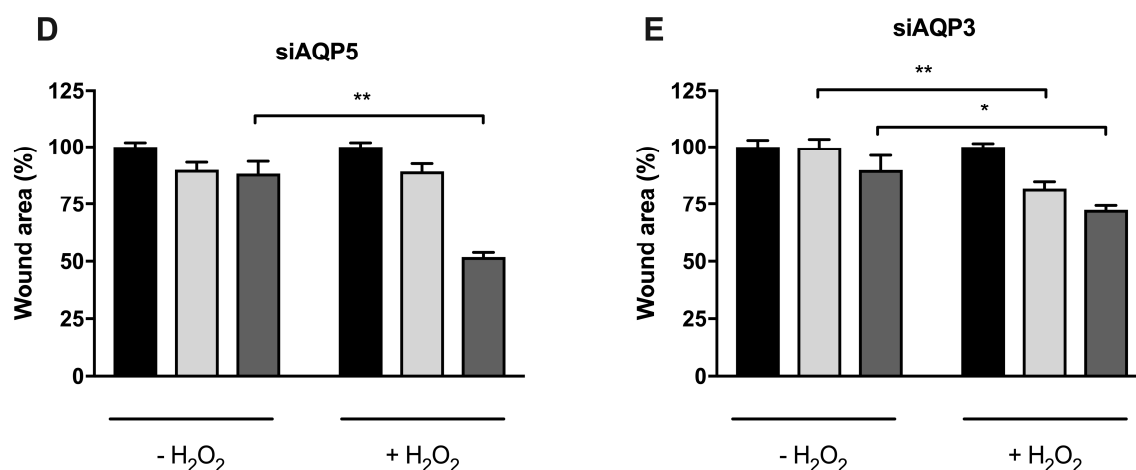 D
siAQP5
125
100
75
50
25
0
Wound area (%)
**
- H₂O₂
+ H₂O₂
E
siAQP3
125
100
75
50
25
0
Wound area (%)
**
*
- H₂O₂
+ H₂O₂